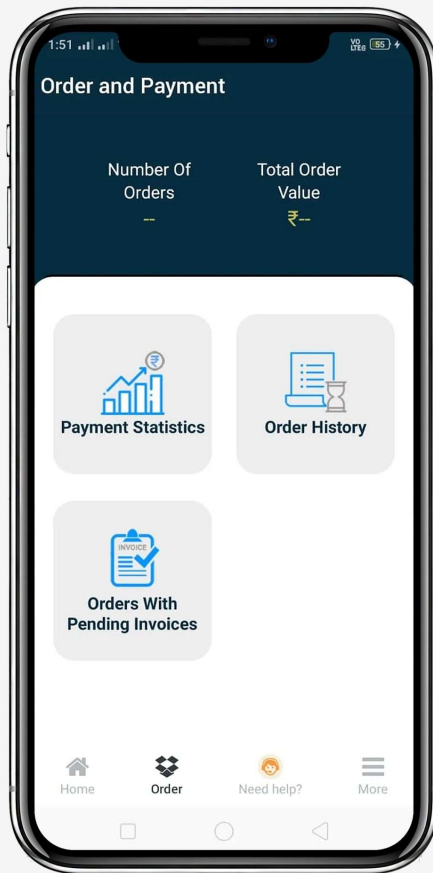 1:51
VO
LTE2
55
Order and Payment
Number Of
Orders
--
Total Order
Value
₹--
₹
Payment Statistics
Order History
INVOICE
Orders With
Pending Invoices
Home
Order
Need help?
More